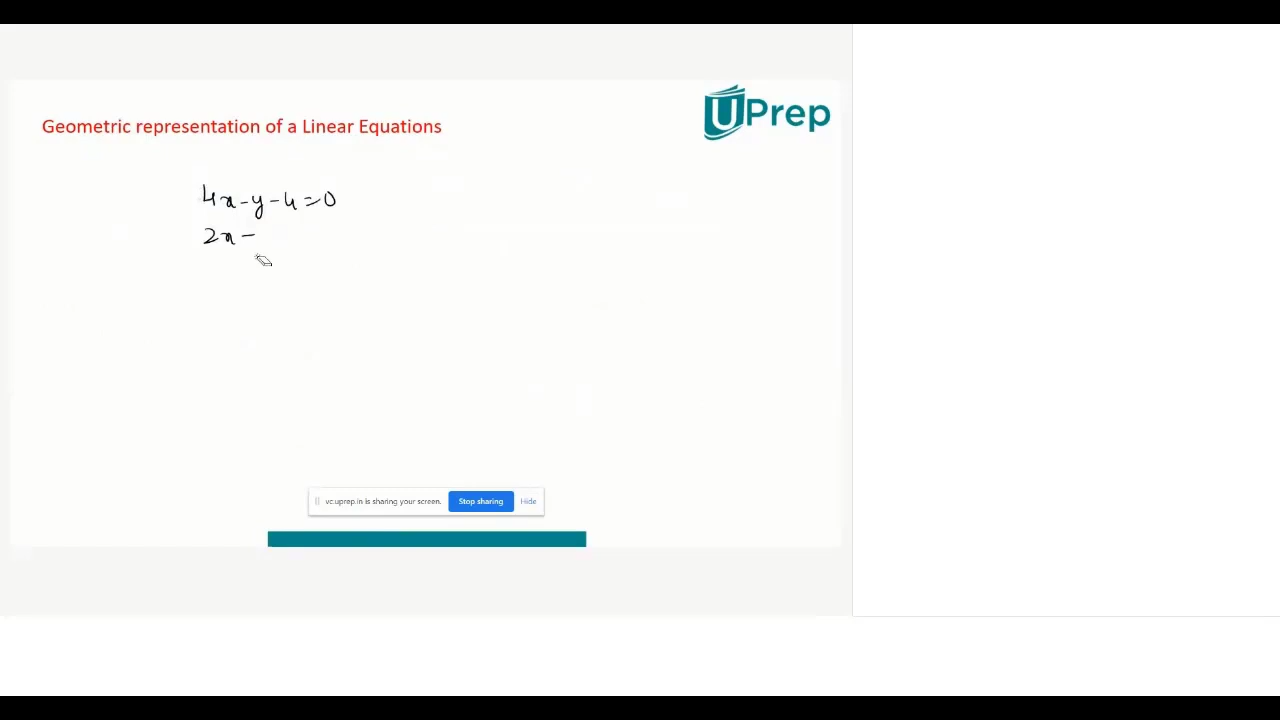 UPrep
Geometric representation of a Linear Equations
4x-y-4=0
2x-
vc.uprep.in is sharing your screen. Stop sharing Hide